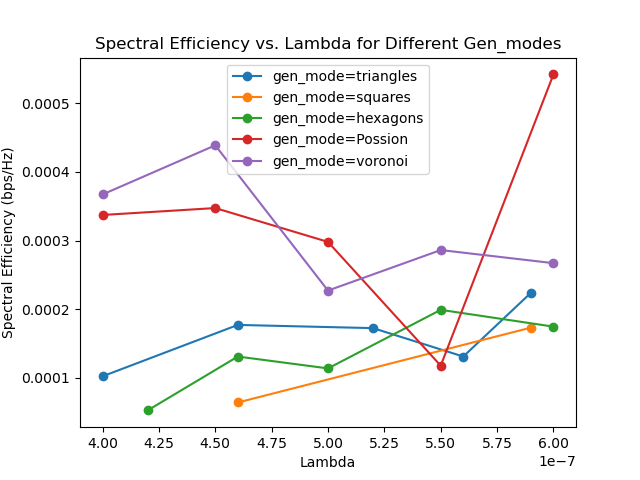 Spectral Efficiency vs. Lambda for Different Gen_modes
gen_mode=triangles
gen_mode=squares
gen_mode=hexagons
gen_mode=Possion
gen_mode=voronoi
Spectral Efficiency (bps/Hz)
0.0005
0.0004
0.0003
0.0002
0.0001
4.00 4.25 4.50 4.75 5.00 5.25 5.50 5.75 6.00
1e−7
Lambda